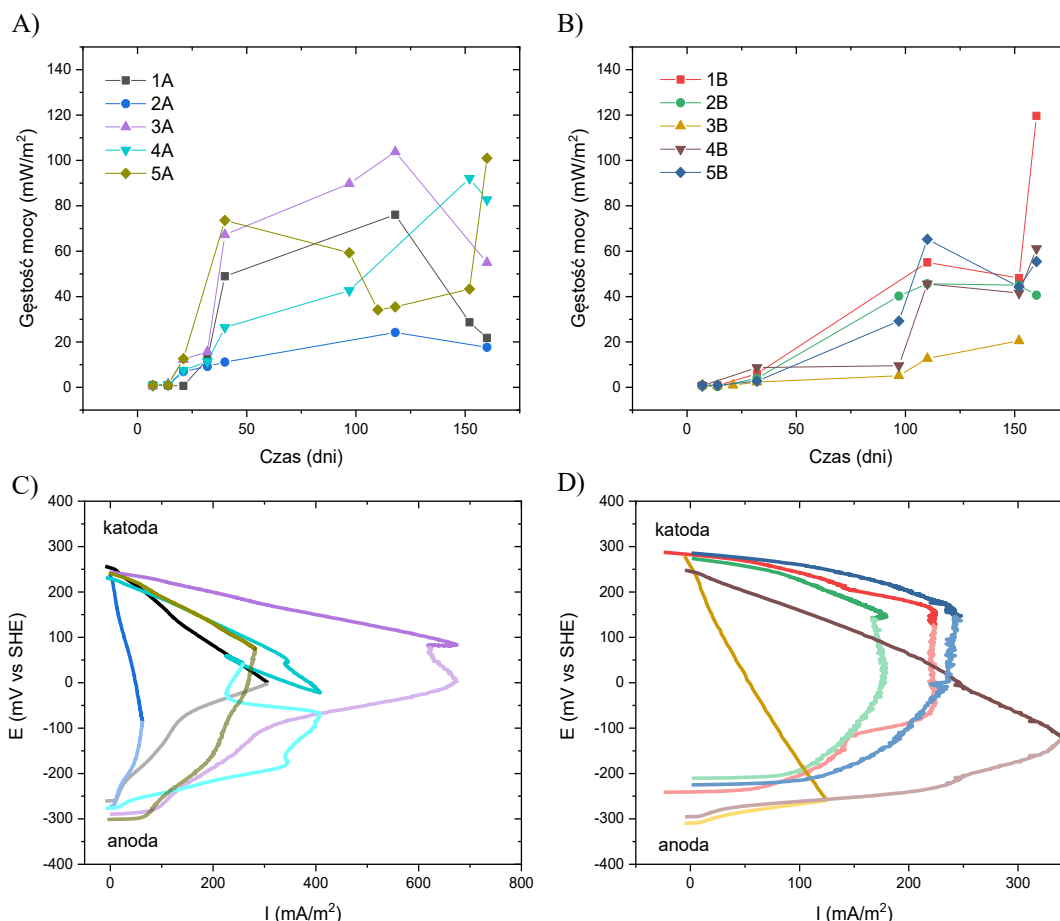 A)
Gęstość mocy (mW/m²)
140
120
100
80
60
40
20
0
1A
2A
3A
4A
5A
0
50
100
150
Czas (dni)
B)
Gęstość mocy (mW/m²)
140
120
100
80
60
40
20
0
1B
2B
3B
4B
5B
0
50
100
150
Czas (dni)
C)
E (mV vs SHE)
400
300
200
100
0
-100
-200
-300
-400
katoda
anoda
0
200
400
600
800
I (mA/m²)
D)
E (mV vs SHE)
400
300
200
100
0
-100
-200
-300
-400
katoda
anoda
0
100
200
300
I (mA/m²)